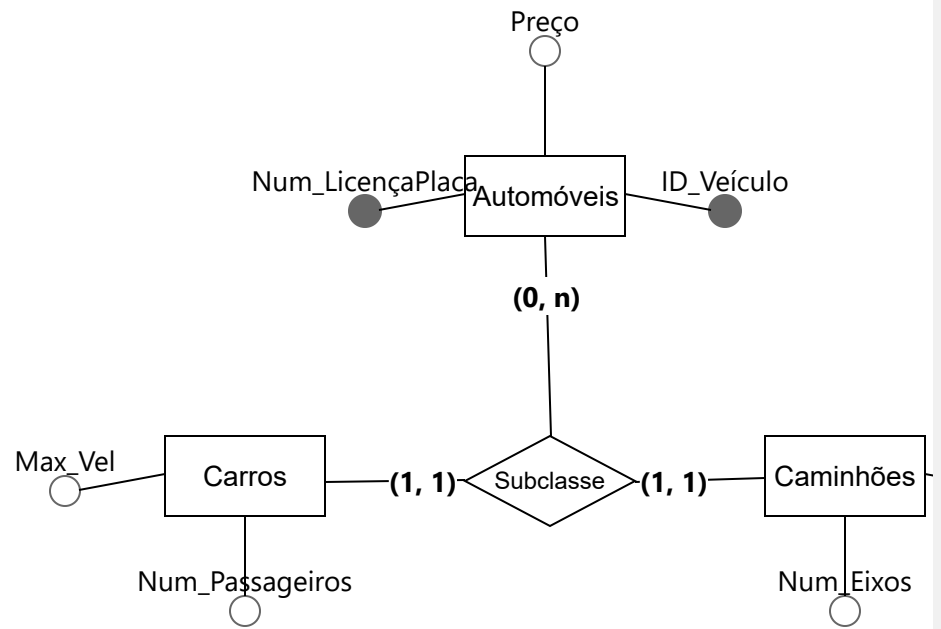 Preço
Num_LicençaPlaca
Automóveis
ID_Veículo
(0, n)
Max_Vel
Carros
(1, 1)
Subclasse
(1, 1)
Caminhões
Num_Passageiros
Num_Eixos